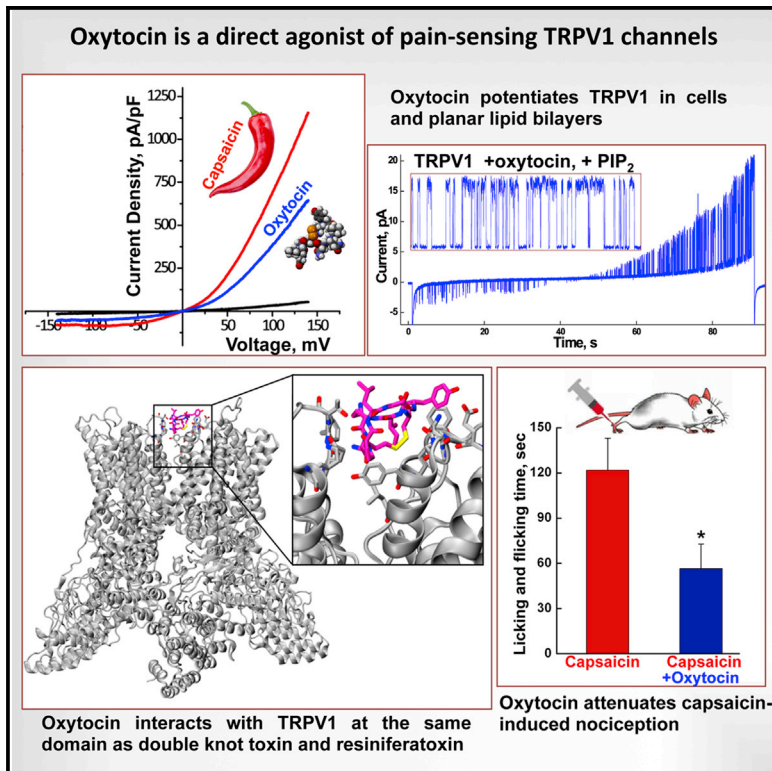 Oxytocin is a direct agonist of pain-sensing TRPV1 channels
1250
1000
750
500
250
0
-150
-100
-50
0
50
100
150
Current Density, pA/pF
Voltage, mV
Capsaicin
Oxytocin
Oxytocin potentiates TRPV1 in cells
and planar lipid bilayers
TRPV1 +oxytocin, + PIP2
20
15
10
5
0
-5
Current, pA
0
20
40
60
80
Time, s
Oxytocin interacts with TRPV1 at the same
domain as double knot toxin and resiniferatoxin
150
120
90
60
30
0
Licking and flicking time, sec
*
Capsaicin
Capsaicin
+Oxytocin
Oxytocin attenuates capsaicin-
induced nociception